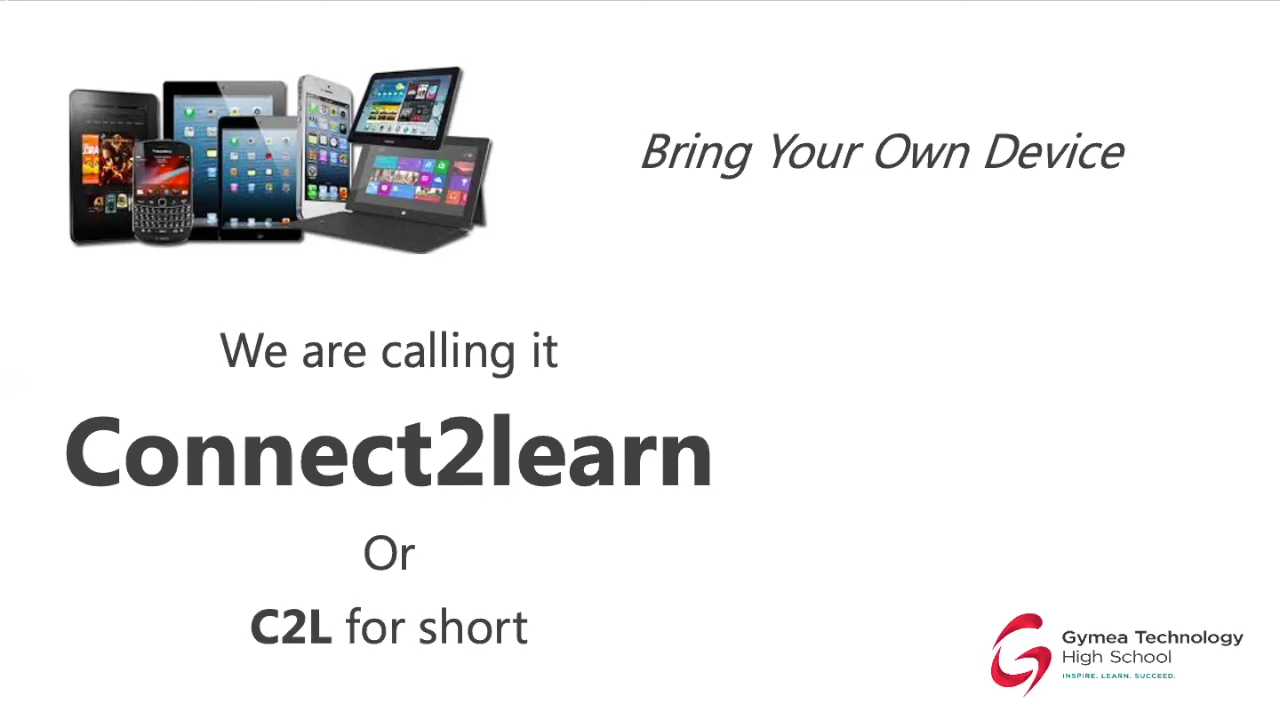 Bring Your Own Device
We are calling it
Connect2learn
Or
C2L for short
Gymea Technology
High School
INSPIRE. LEARN. SUCCEED.